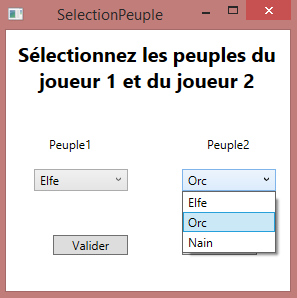 SelectionPeuple
Sélectionnez les peuples du
joueur 1 et du joueur 2
Peuple1 Peuple2
Elfe Orc
Elfe
Orc
Nain
Valider